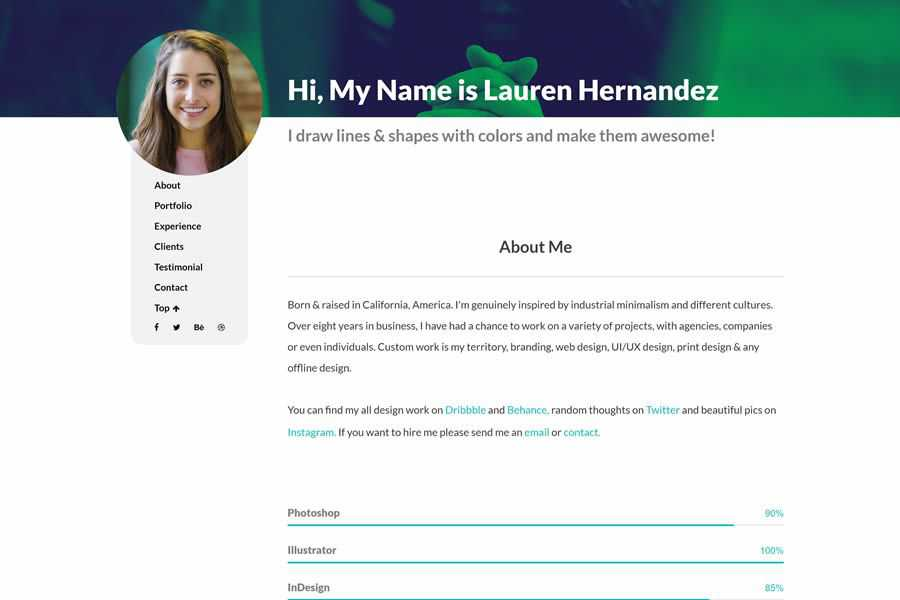 Hi, My Name is Lauren Hernandez
I draw lines & shapes with colors and make them awesome!
About
Portfolio
Experience
Clients
Testimonial
Contact
Top
Bē
About Me
Born & raised in California, America. I'm genuinely inspired by industrial minimalism and different cultures.
Over eight years in business, I have had a chance to work on a variety of projects, with agencies, companies
or even individuals. Custom work is my territory, branding, web design, UI/UX design, print design & any
offline design.
You can find my all design work on Dribbble and Behance, random thoughts on Twitter and beautiful pics on
Instagram. If you want to hire me please send me an email or contact.
Photoshop 90%
Illustrator 100%
InDesign 85%